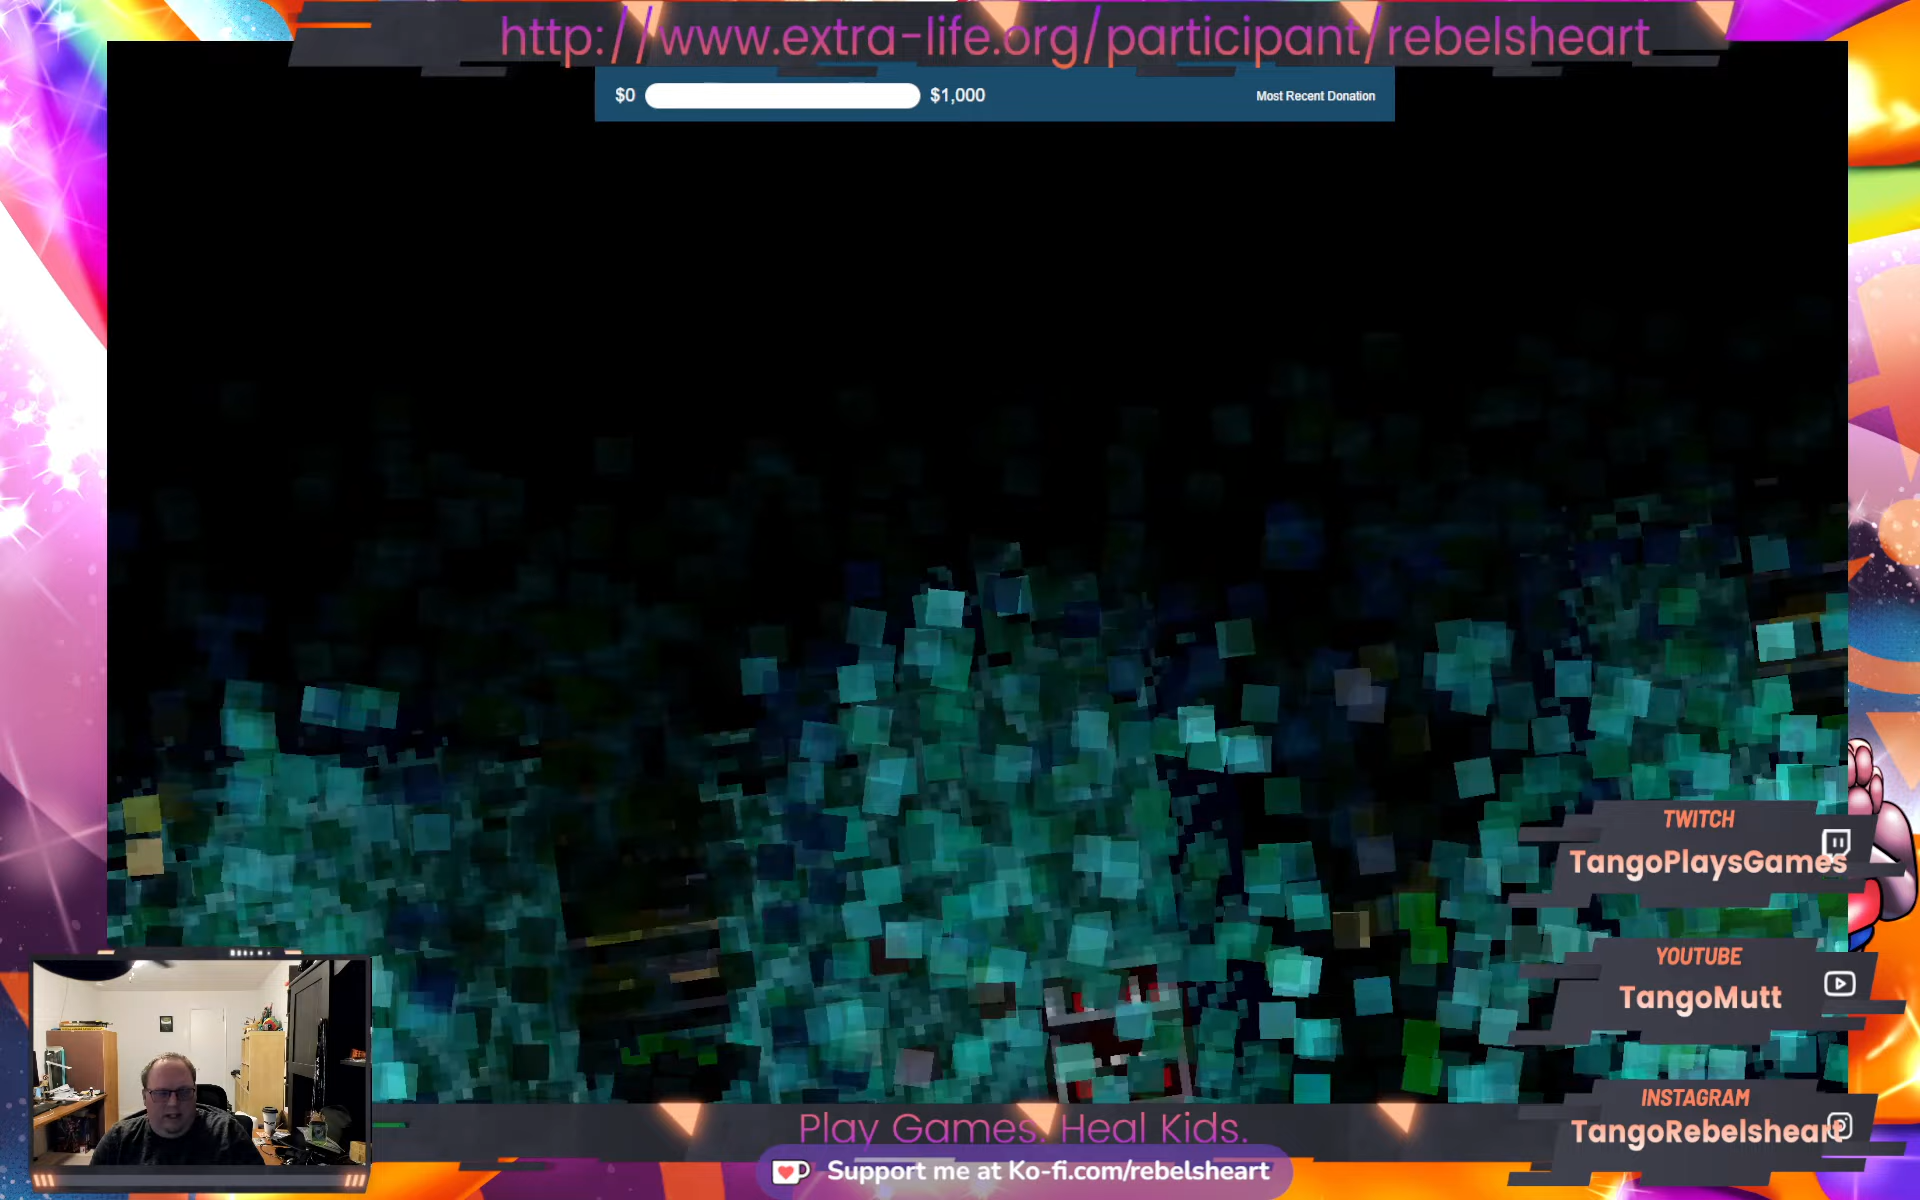 http://www.extra-life.org/participant/rebelsheart
$0 $1,000 Most Recent Donation
TWITCH
TangoPlaysGames
YOUTUBE
TangoMutt
INSTAGRAM
TangoRebelsheart
Play Games. Heal Kids.
Support me at Ko-fi.com/rebelsheart